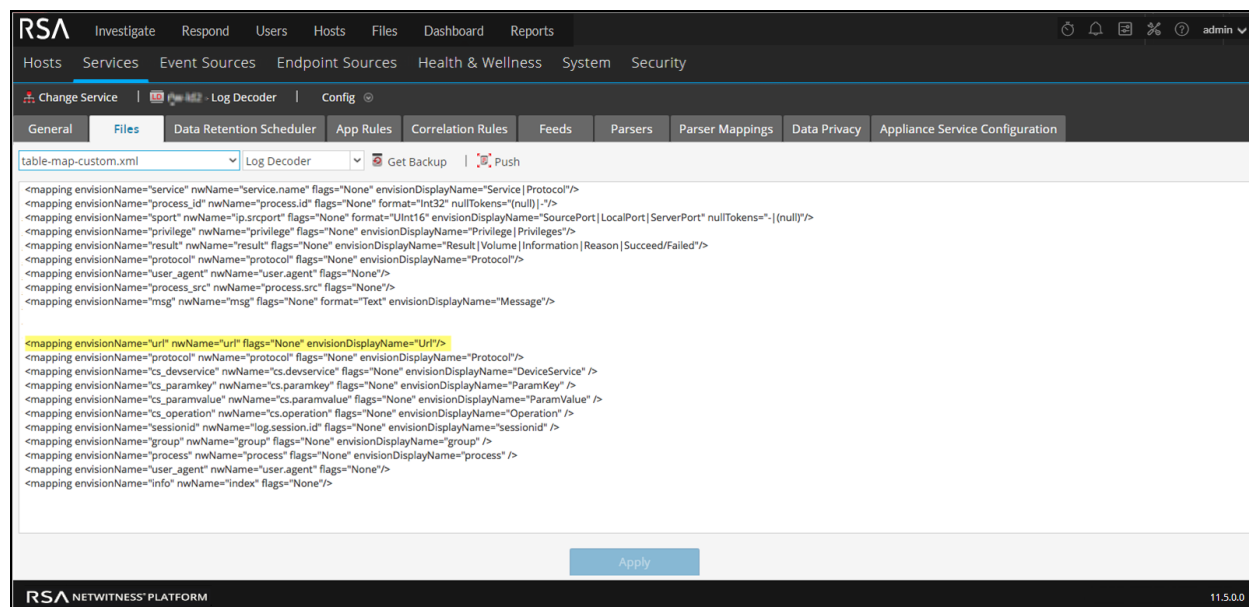 RSA Investigate Respond Users Hosts Files Dashboard Reports admin
Hosts Services Event Sources Endpoint Sources Health & Wellness System Security
Change Service | LD - Log Decoder | Config
General Files Data Retention Scheduler App Rules Correlation Rules Feeds Parsers Parser Mappings Data Privacy Appliance Service Configuration
table-map-custom.xml Log Decoder Get Backup | Push
<mapping envisionName="service" nwName="service.name" flags="None" envisionDisplayName="Service|Protocol"/>
<mapping envisionName="process_id" nwName="process.id" flags="None" format="Int32" nullTokens="(null)|-"/>
<mapping envisionName="sport" nwName="ip.srcport" flags="None" format="UInt16" envisionDisplayName="SourcePort|LocalPort|ServerPort" nullTokens="-|(null)"/>
<mapping envisionName="privilege" nwName="privilege" flags="None" envisionDisplayName="Privilege|Privileges"/>
<mapping envisionName="result" nwName="result" flags="None" envisionDisplayName="Result|Volume|Information|Reason|Succeed/Failed"/>
<mapping envisionName="protocol" nwName="protocol" flags="None" envisionDisplayName="Protocol"/>
<mapping envisionName="user_agent" nwName="user.agent" flags="None"/>
<mapping envisionName="process_src" nwName="process.src" flags="None"/>
<mapping envisionName="msg" nwName="msg" flags="None" format="Text" envisionDisplayName="Message"/>
<mapping envisionName="url" nwName="url" flags="None" envisionDisplayName="Url"/>
<mapping envisionName="protocol" nwName="protocol" flags="None" envisionDisplayName="Protocol"/>
<mapping envisionName="cs_devservice" nwName="cs.devservice" flags="None" envisionDisplayName="DeviceService" />
<mapping envisionName="cs_paramkey" nwName="cs.paramkey" flags="None" envisionDisplayName="ParamKey" />
<mapping envisionName="cs_paramvalue" nwName="cs.paramvalue" flags="None" envisionDisplayName="ParamValue" />
<mapping envisionName="cs_operation" nwName="cs.operation" flags="None" envisionDisplayName="Operation" />
<mapping envisionName="sessionid" nwName="log.session.id" flags="None" envisionDisplayName="sessionid" />
<mapping envisionName="group" nwName="group" flags="None" envisionDisplayName="group" />
<mapping envisionName="process" nwName="process" flags="None" envisionDisplayName="process" />
<mapping envisionName="user_agent" nwName="user.agent" flags="None"/>
<mapping envisionName="info" nwName="index" flags="None"/>
Apply
RSA NETWITNESS® PLATFORM 11.5.0.0